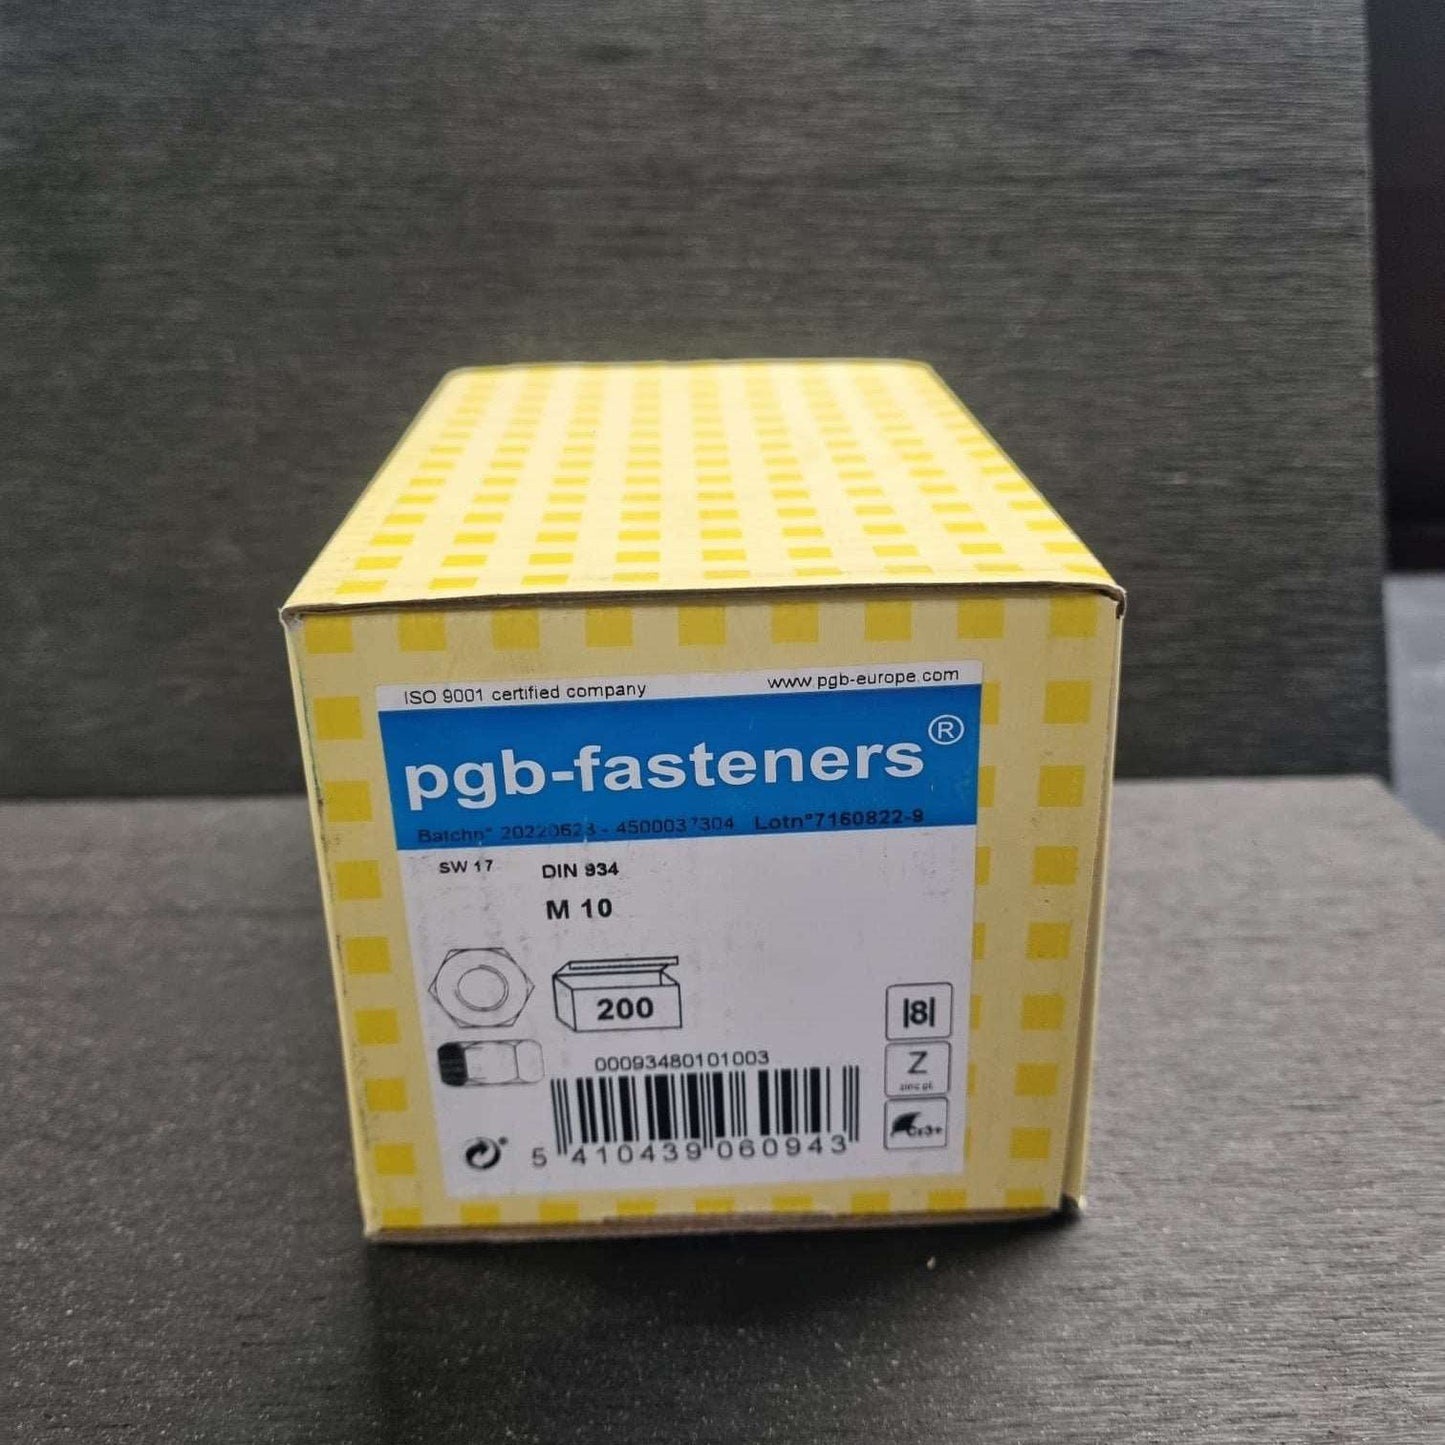 ISO 9001 certified company www.pgb-europe.com
pgb-fasteners®
Batchn° 20220623 - 4500037304 Lotn°7160822-9
SW 17 DIN 934
M 10
200
|8|
00093480101003
Z
zinc pl.
Cr3+
5 410439 060943